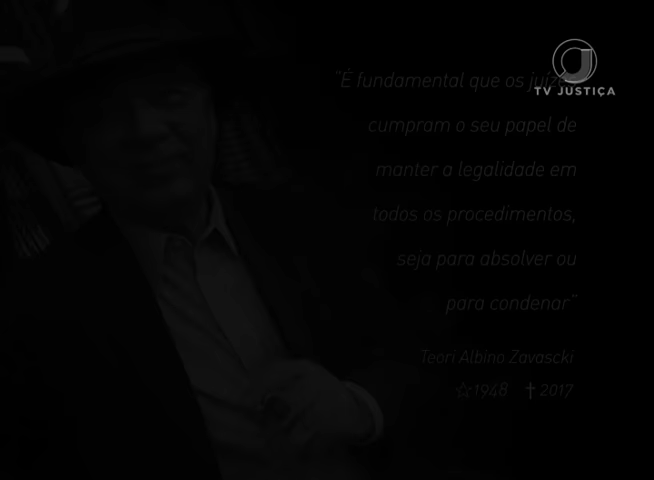 "É fundamental que os juízes
TV JUSTIÇA
cumpram o seu papel de
manter a legalidade em
todos os procedimentos,
seja para absolver ou
para condenar"
Teori Albino Zavascki
☆1948 ✝2017